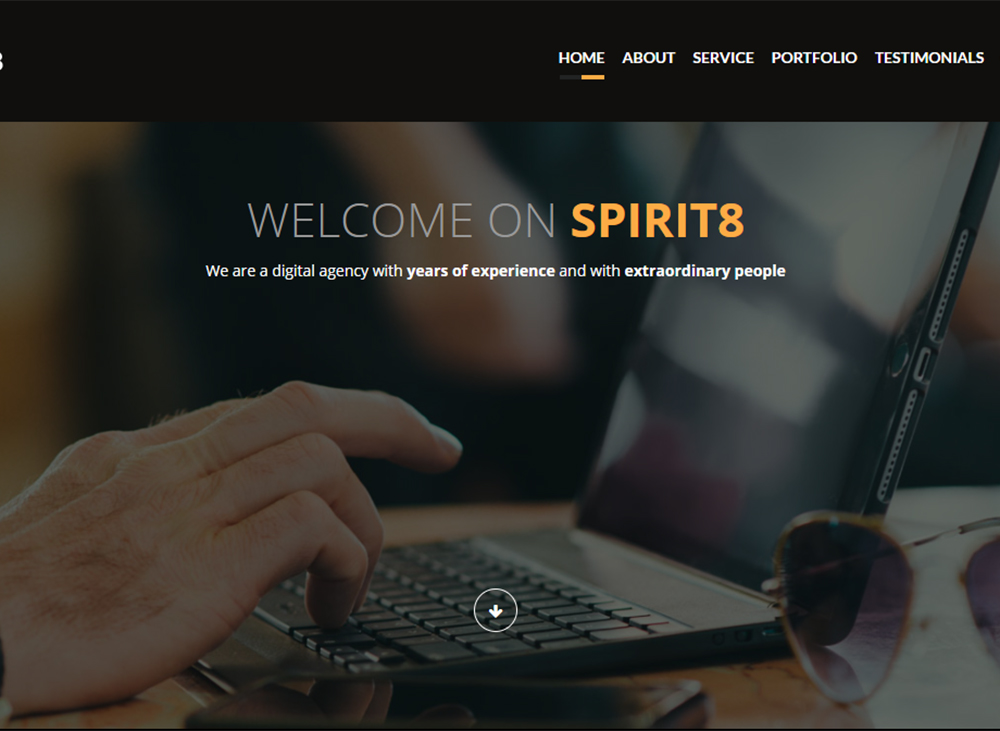 8
HOME ABOUT SERVICE PORTFOLIO TESTIMONIALS
WELCOME ON SPIRIT8
We are a digital agency with years of experience and with extraordinary people